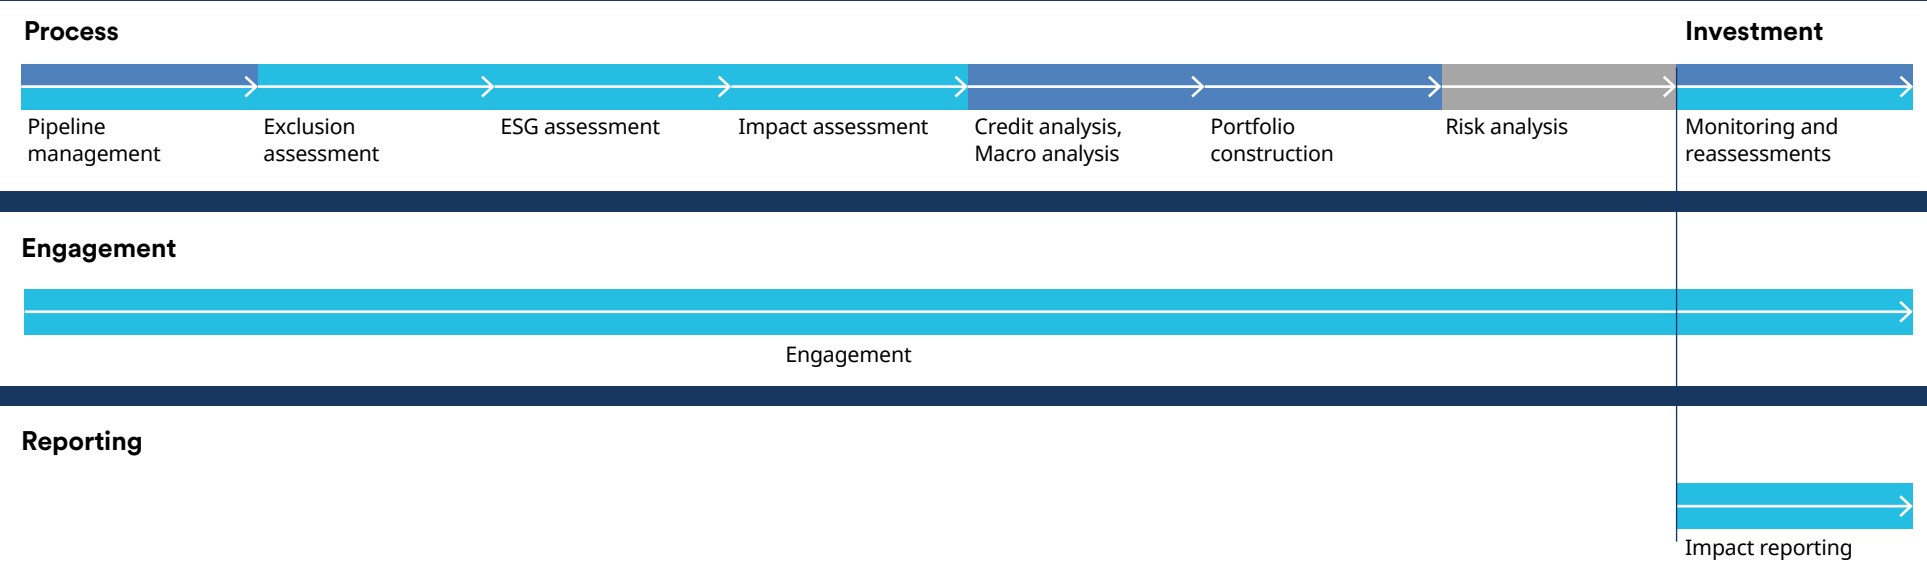 Process
Investment
Pipeline
management
Exclusion
assessment
ESG assessment
Impact assessment
Credit analysis,
Macro analysis
Portfolio
construction
Risk analysis
Monitoring and
reassessments
Engagement
Engagement
Reporting
Impact reporting